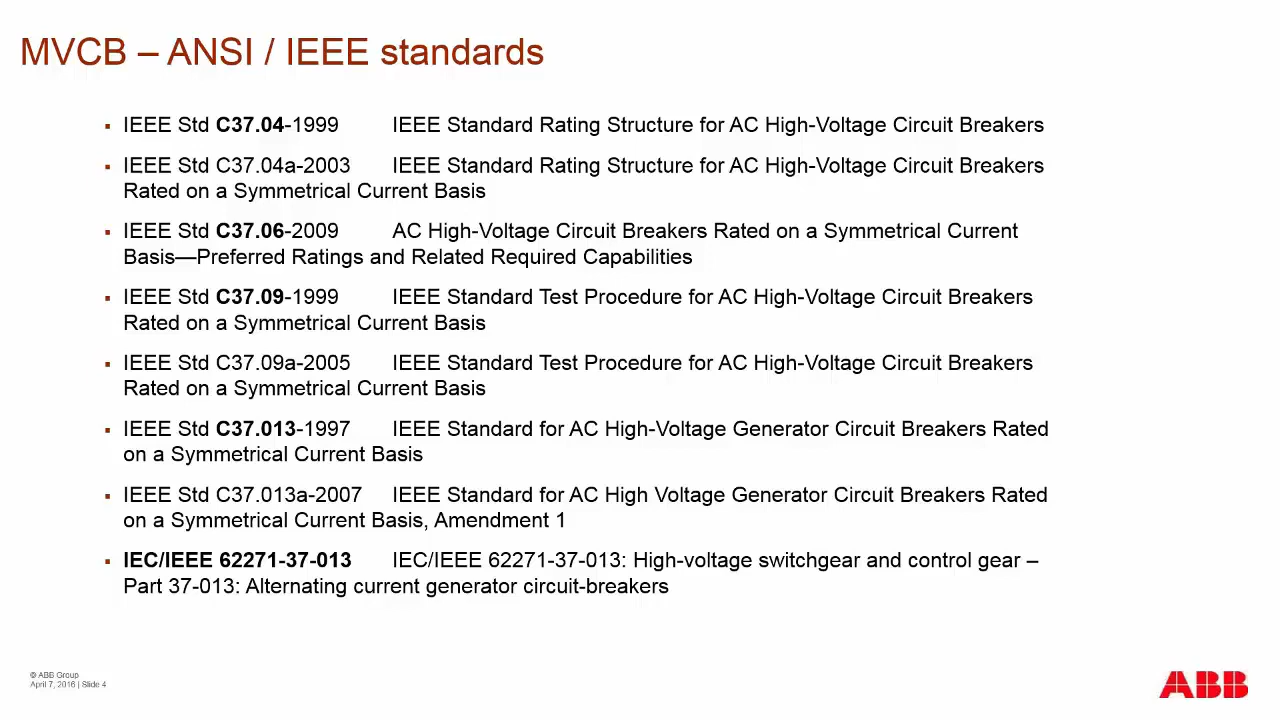 MVCB – ANSI / IEEE standards
▪ IEEE Std C37.04-1999 IEEE Standard Rating Structure for AC High-Voltage Circuit Breakers
▪ IEEE Std C37.04a-2003 IEEE Standard Rating Structure for AC High-Voltage Circuit Breakers
Rated on a Symmetrical Current Basis
▪ IEEE Std C37.06-2009 AC High-Voltage Circuit Breakers Rated on a Symmetrical Current
Basis—Preferred Ratings and Related Required Capabilities
▪ IEEE Std C37.09-1999 IEEE Standard Test Procedure for AC High-Voltage Circuit Breakers
Rated on a Symmetrical Current Basis
▪ IEEE Std C37.09a-2005 IEEE Standard Test Procedure for AC High-Voltage Circuit Breakers
Rated on a Symmetrical Current Basis
▪ IEEE Std C37.013-1997 IEEE Standard for AC High-Voltage Generator Circuit Breakers Rated
on a Symmetrical Current Basis
▪ IEEE Std C37.013a-2007 IEEE Standard for AC High Voltage Generator Circuit Breakers Rated
on a Symmetrical Current Basis, Amendment 1
▪ IEC/IEEE 62271-37-013 IEC/IEEE 62271-37-013: High-voltage switchgear and control gear –
Part 37-013: Alternating current generator circuit-breakers
© ABB Group
April 7, 2016 | Slide 4
ABB